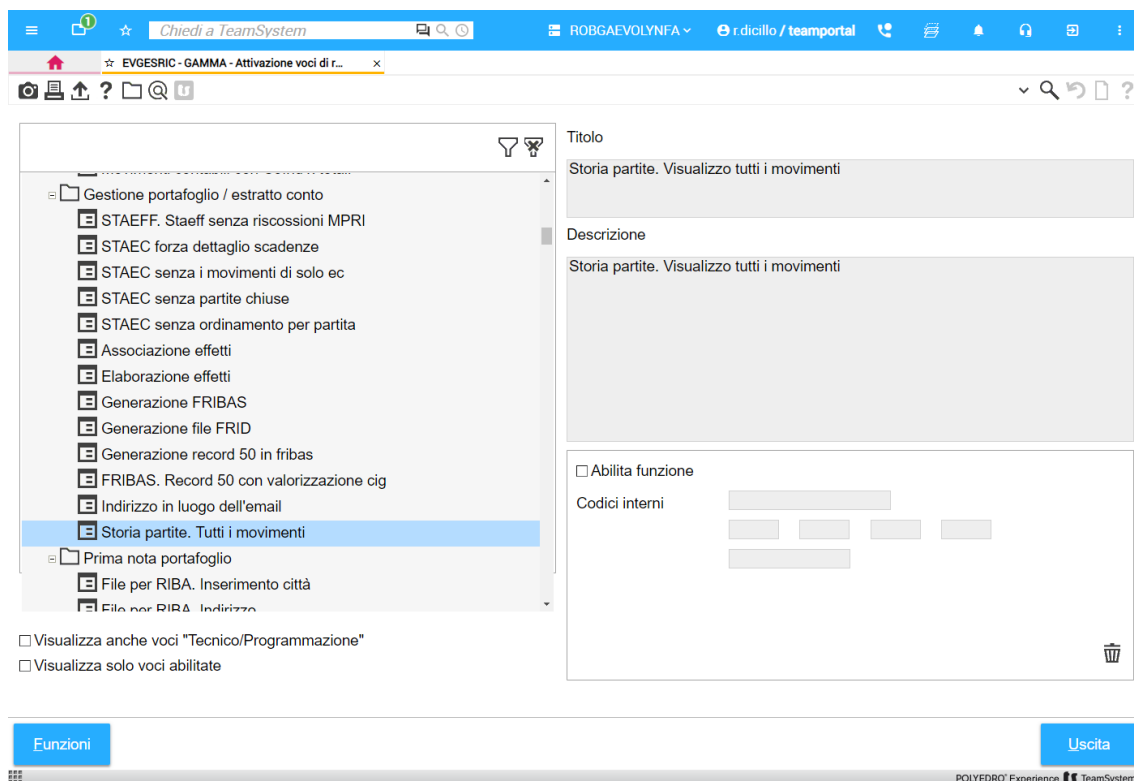 1
Chiedi a TeamSystem
ROBGAEVOLYNFA
r.dicillo / teamportal
EVGESRIC - GAMMA - Attivazione voci di r...
Gestione portafoglio / estratto conto
STAEFF. Staeff senza riscossioni MPRI
STAEC forza dettaglio scadenze
STAEC senza i movimenti di solo ec
STAEC senza partite chiuse
STAEC senza ordinamento per partita
Associazione effetti
Elaborazione effetti
Generazione FRIBAS
Generazione file FRID
Generazione record 50 in fribas
FRIBAS. Record 50 con valorizzazione cig
Indirizzo in luogo dell'email
Storia partite. Tutti i movimenti
Prima nota portafoglio
File per RIBA. Inserimento città
File per RIBA. Indirizzo
Visualizza anche voci "Tecnico/Programmazione"
Visualizza solo voci abilitate
Titolo
Storia partite. Visualizzo tutti i movimenti
Descrizione
Storia partite. Visualizzo tutti i movimenti
Abilita funzione
Codici interni
Funzioni
Uscita
POLYEDRO® Experience TeamSystem